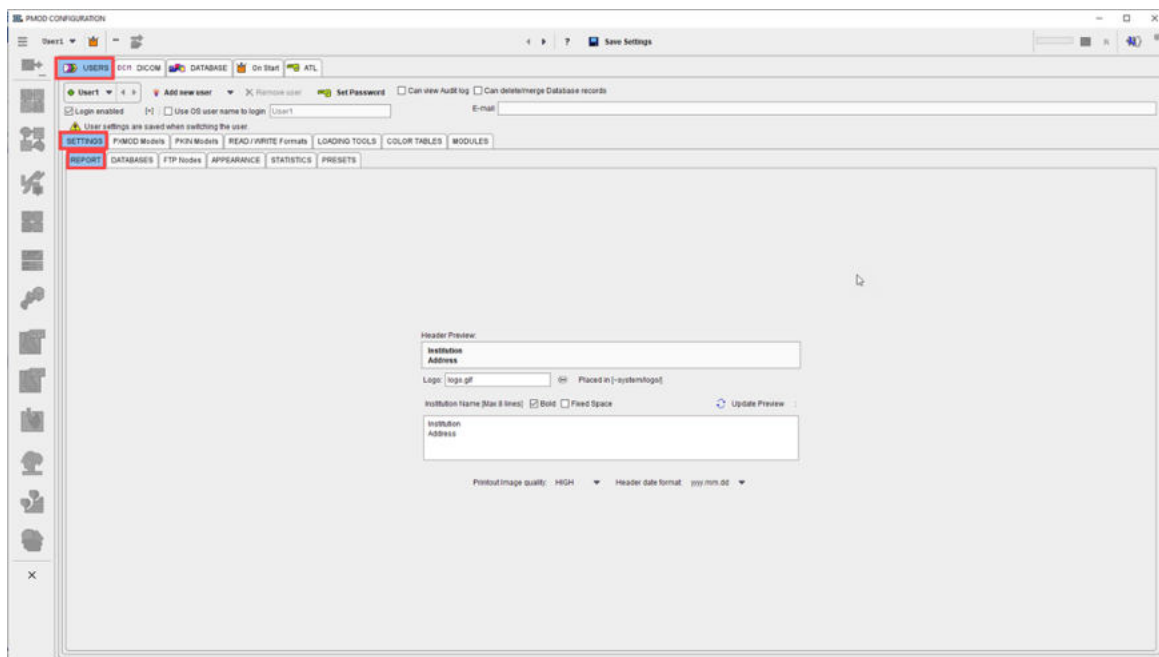 PMOD CONFIGURATION
User1 ? Save Settings
USERS DCM DICOM DATABASE On Start ATL
User1 Add new user Remove user Set Password Can view Audit log Can delete/merge Database records
Login enabled [+] Use OS user name to login User1 E-mail
User settings are saved when switching the user.
SETTINGS PXMOD Models PKIN Models READ / WRITE Formats LOADING TOOLS COLOR TABLES MODULES
REPORT DATABASES FTP Nodes APPEARANCE STATISTICS PRESETS
Header Preview:
Institution
Address
Logo: logo.gif Placed in [~system/logo/]
Institution Name [Max 8 lines] Bold Fixed Space Update Preview
Institution
Address
Printout Image quality: HIGH Header date format: yyy.mm.dd